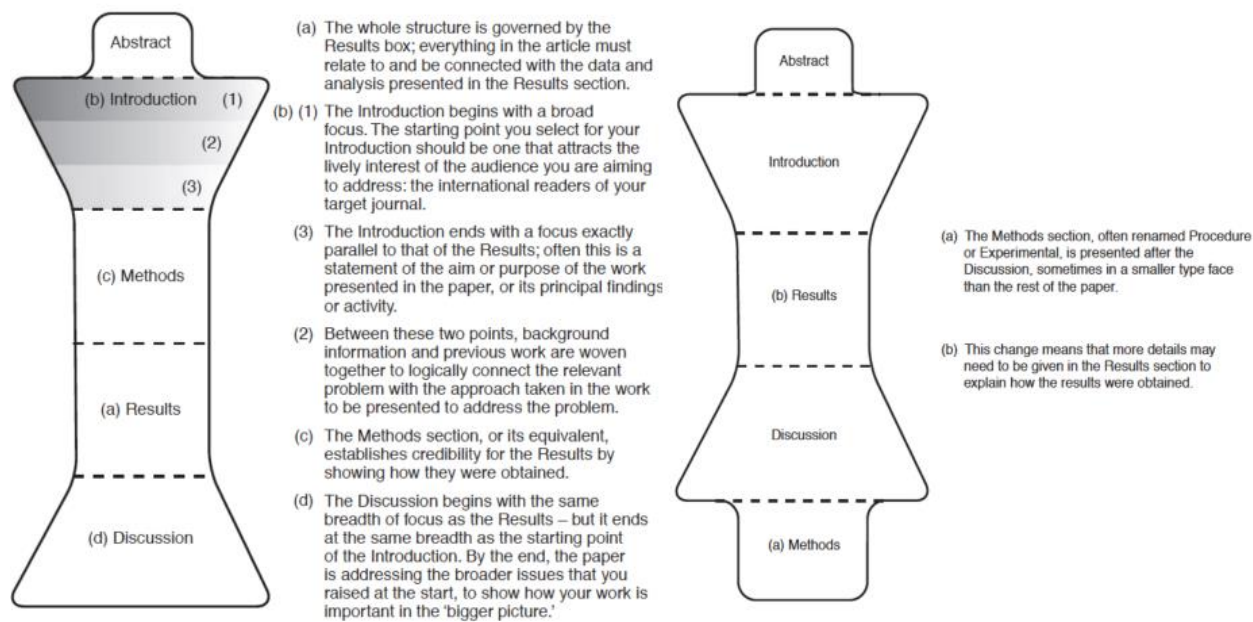 Abstract
(b) Introduction (1)
(2)
(3)
(c) Methods
(a) Results
(d) Discussion
(a) The whole structure is governed by the
Results box; everything in the article must
relate to and be connected with the data and
analysis presented in the Results section.
(b) (1) The Introduction begins with a broad
focus. The starting point you select for your
Introduction should be one that attracts the
lively interest of the audience you are aiming
to address: the international readers of your
target journal.
(3) The Introduction ends with a focus exactly
parallel to that of the Results; often this is a
statement of the aim or purpose of the work
presented in the paper, or its principal findings
or activity.
(2) Between these two points, background
information and previous work are woven
together to logically connect the relevant
problem with the approach taken in the work
to be presented to address the problem.
(c) The Methods section, or its equivalent,
establishes credibility for the Results by
showing how they were obtained.
(d) The Discussion begins with the same
breadth of focus as the Results – but it ends
at the same breadth as the starting point
of the Introduction. By the end, the paper
is addressing the broader issues that you
raised at the start, to show how your work is
important in the ‘bigger picture.’
Abstract
Introduction
(b) Results
Discussion
(a) Methods
(a) The Methods section, often renamed Procedure
or Experimental, is presented after the
Discussion, sometimes in a smaller type face
than the rest of the paper.
(b) This change means that more details may
need to be given in the Results section to
explain how the results were obtained.